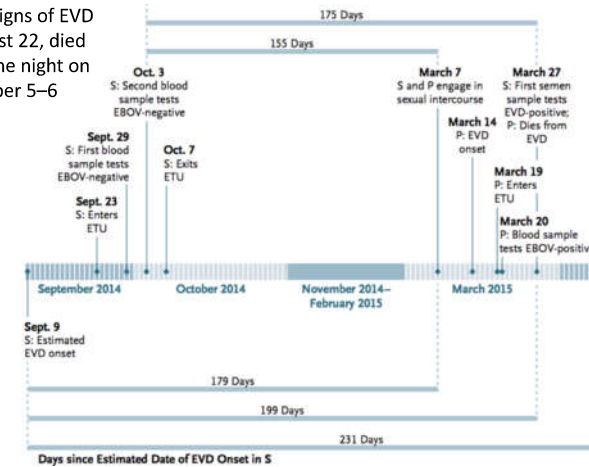 igns of EVD
st 22, died
ne night on
ber 5–6
175 Days
155 Days
Oct. 3
S: Second blood
sample tests
EBOV-negative
March 7
S and P engage in
sexual intercourse
March 27
S: First semen
sample tests
EVD-positive;
P: Dies from
EVD
March 14
P: EVD
onset
Sept. 29
S: First blood
sample tests
EBOV-negative
Oct. 7
S: Exits
ETU
March 19
P: Enters
ETU
Sept. 23
S: Enters
ETU
March 20
P: Blood sample
tests EBOV-positiv
September 2014
October 2014
November 2014–
February 2015
March 2015
Sept. 9
S: Estimated
EVD onset
179 Days
199 Days
231 Days
Days since Estimated Date of EVD Onset in S